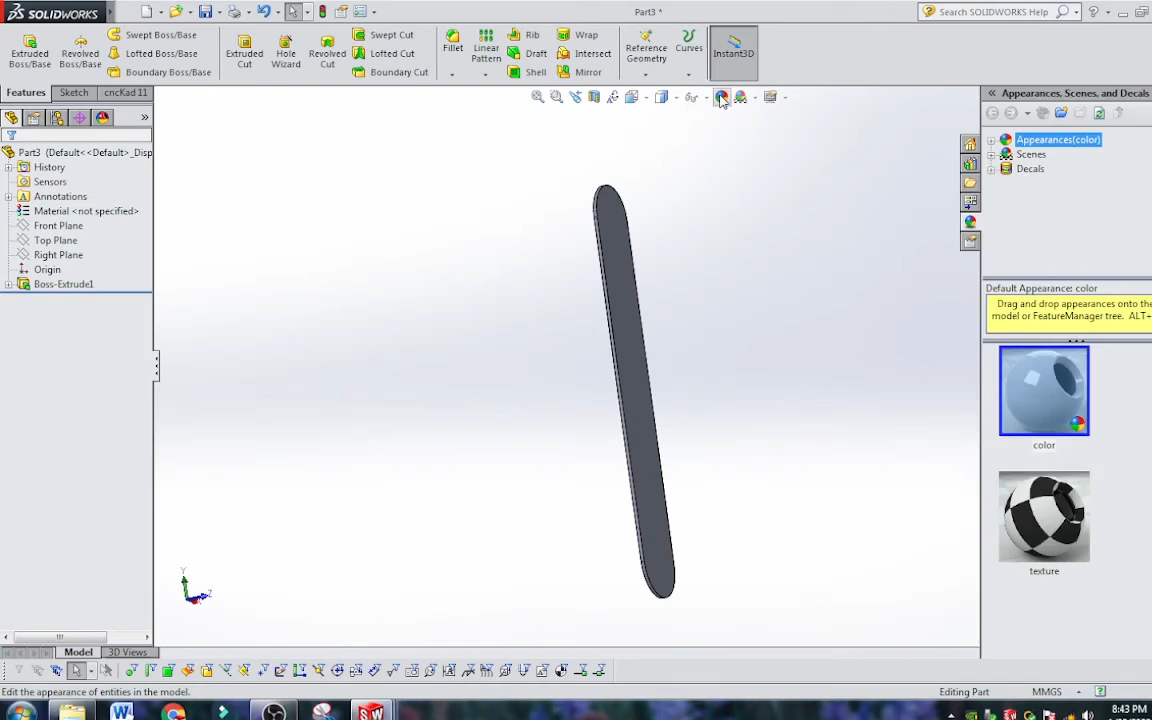 SOLIDWORKS
Part3 *
Search SOLIDWORKS Help
Extruded Boss/Base
Revolved Boss/Base
Swept Boss/Base
Lofted Boss/Base
Boundary Boss/Base
Extruded Cut
Hole Wizard
Revolved Cut
Swept Cut
Lofted Cut
Boundary Cut
Fillet
Linear Pattern
Rib
Draft
Shell
Wrap
Intersect
Mirror
Reference Geometry
Curves
Instant3D
Features
Sketch
cncKad 11
Part3 (Default<<Default>_Disp
History
Sensors
Annotations
Material <not specified>
Front Plane
Top Plane
Right Plane
Origin
Boss-Extrude1
Y
Z
Appearances, Scenes, and Decals
Appearances(color)
Scenes
Decals
Default Appearance: color
Drag and drop appearances onto the
model or FeatureManager tree. ALT+
color
texture
Model
3D Views
Edit the appearance of entities in the model.
Editing Part
MMGS
8:43 PM